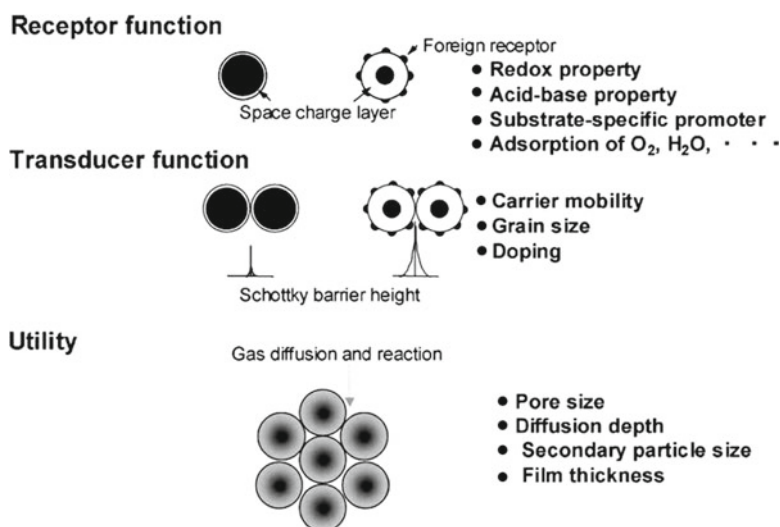 Receptor function
Foreign receptor
Space charge layer
● Redox property
● Acid-base property
● Substrate-specific promoter
● Adsorption of O₂, H₂O, · · ·
Transducer function
● Carrier mobility
● Grain size
● Doping
Schottky barrier height
Utility
Gas diffusion and reaction
● Pore size
● Diffusion depth
● Secondary particle size
● Film thickness